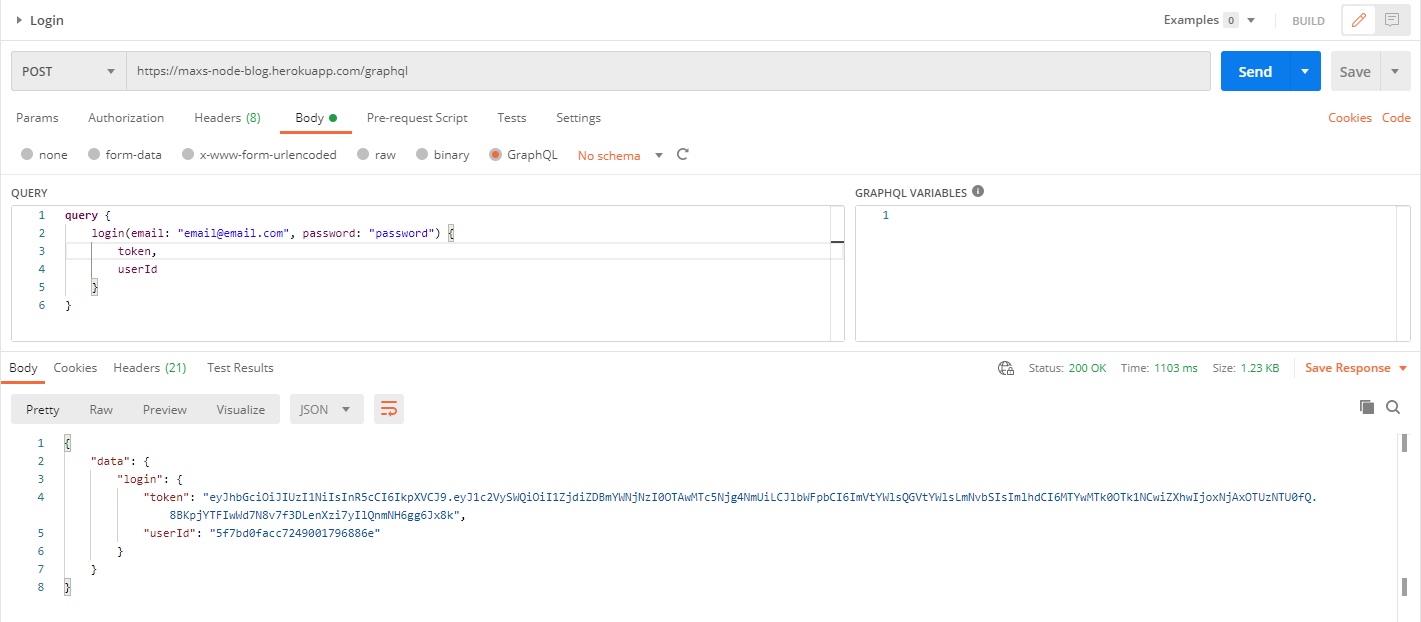 Login Examples 0 BUILD
POST https://maxs-node-blog.herokuapp.com/graphql Send Save
Params Authorization Headers (8) Body Pre-request Script Tests Settings Cookies Code
none form-data x-www-form-urlencoded raw binary GraphQL No schema
QUERY
1 query {
2 login(email: "email@email.com", password: "password") {
3 token,
4 userId
5 }
6 }
GRAPHQL VARIABLES
1
Body Cookies Headers (21) Test Results Status: 200 OK Time: 1103 ms Size: 1.23 KB Save Response
Pretty Raw Preview Visualize JSON
1 {
2 "data": {
3 "login": {
4 "token": "eyJhbGciOiJIUzI1NiIsInR5cCI6IkpXVCJ9.eyJ1c2VySWQiOiI1ZjdiZDBmYWNjNzI0OTAwMTc5Njg4NmUiLCJlbWFpbCI6ImVtYWlsQGVtYWlsLmNvbSIsImlhdCI6MTYwMTk0OTk1NCwiZXhwIjoxNjAxOTUzNTU0fQ.
8BKpjYTFIwWd7N8v7f3DLenXzi7yIlQnmNH6gg6Jx8k",
5 "userId": "5f7bd0facc7249001796886e"
6 }
7 }
8 }